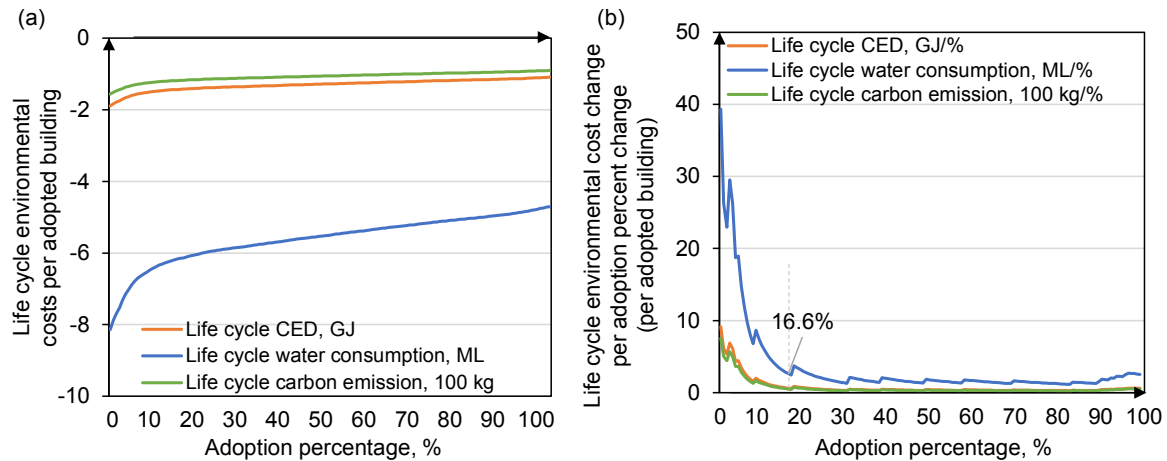 (a)
Life cycle environmental
costs per adopted building
0
-2
-4
-6
-8
-10
Life cycle CED, GJ
Life cycle water consumption, ML
Life cycle carbon emission, 100 kg
0 10 20 30 40 50 60 70 80 90 100
Adoption percentage, %
(b)
Life cycle environmental cost change
per adoption percent change
(per adopted building)
50
40
30
20
10
0
Life cycle CED, GJ/%
Life cycle water consumption, ML/%
Life cycle carbon emission, 100 kg/%
16.6%
0 10 20 30 40 50 60 70 80 90 100
Adoption percentage, %